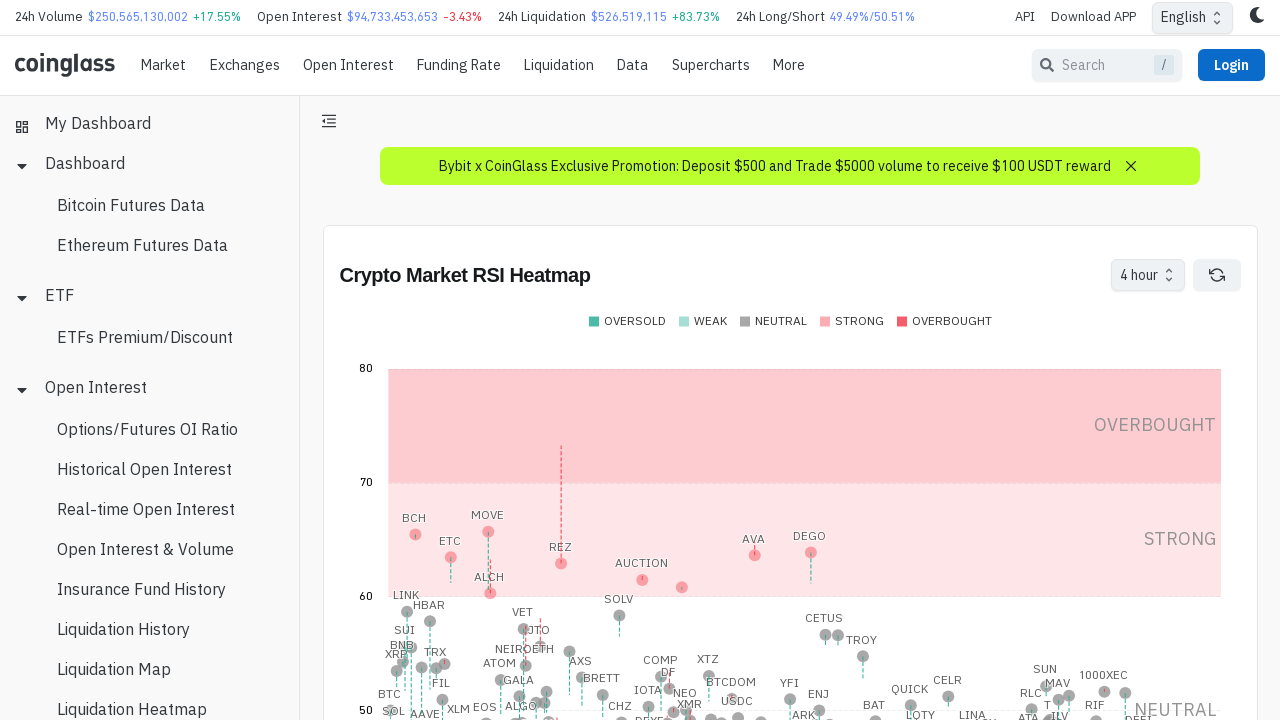 24h Volume $250,565,130,002 +17.55% Open Interest $94,733,453,653 -3.43% 24h Liquidation $526,519,115 +83.73% 24h Long/Short 49.49%/50.51% API Download APP English
coinglass Market Exchanges Open Interest Funding Rate Liquidation Data Supercharts More Search / Login
My Dashboard
Dashboard
Bitcoin Futures Data
Ethereum Futures Data
ETF
ETFs Premium/Discount
Open Interest
Options/Futures OI Ratio
Historical Open Interest
Real-time Open Interest
Open Interest & Volume
Insurance Fund History
Liquidation History
Liquidation Map
Liquidation Heatmap
Bybit x CoinGlass Exclusive Promotion: Deposit $500 and Trade $5000 volume to receive $100 USDT reward
Crypto Market RSI Heatmap 4 hour
OVERSOLD WEAK NEUTRAL STRONG OVERBOUGHT
80
OVERBOUGHT
70
BCH MOVE
ETC REZ AVA DEGO
STRONG
ALCH AUCTION
60
LINK HBAR VET SOLV CETUS
SUI JTO TROY
BNB NEIROETH
XRP TRX ATOM AXS COMP XTZ
GALA BRETT DF SUN 1000XEC
FIL BTCDOM YFI CELR MAV
BTC IOTA NEO QUICK RLC
ENJ
50
SOL AAVE XLM EOS ALGO CHZ XMR USDC BAT T RIF
NEUTRAL
ARK LQTY LINA ATA